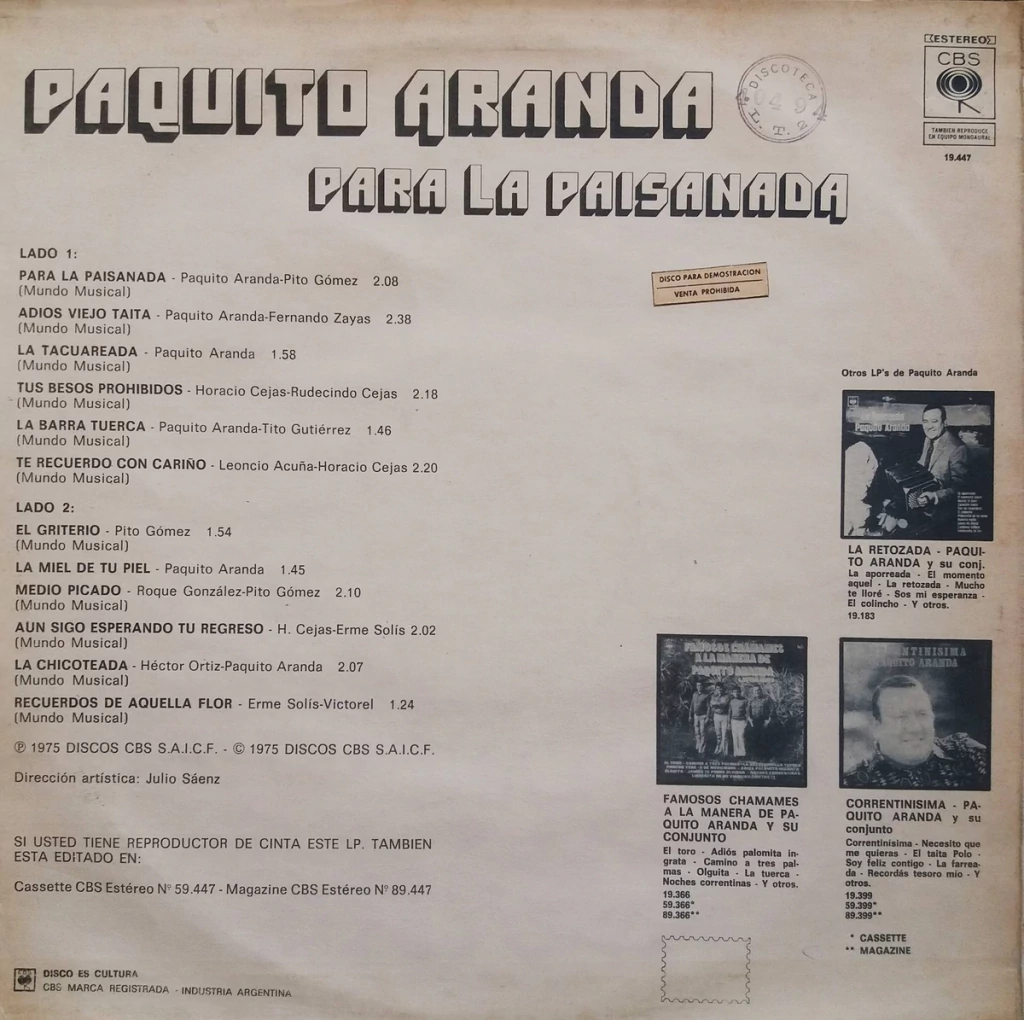 ESTEREO
CBS
TAMBIEN REPRODUCE
EN EQUIPO MONOAURAL
19.447
PAQUITO ARANDA
DISCOTECA
049
L. T. 2
PARA LA PAISANADA
DISCO PARA DEMOSTRACION
VENTA PROHIBIDA
LADO 1:
PARA LA PAISANADA - Paquito Aranda-Pito Gómez 2.08
(Mundo Musical)
ADIOS VIEJO TAITA - Paquito Aranda-Fernando Zayas 2.38
(Mundo Musical)
LA TACUAREADA - Paquito Aranda 1.58
(Mundo Musical)
TUS BESOS PROHIBIDOS - Horacio Cejas-Rudecindo Cejas 2.18
(Mundo Musical)
LA BARRA TUERCA - Paquito Aranda-Tito Gutiérrez 1.46
(Mundo Musical)
TE RECUERDO CON CARIÑO - Leoncio Acuña-Horacio Cejas 2.20
(Mundo Musical)
LADO 2:
EL GRITERIO - Pito Gómez 1.54
(Mundo Musical)
LA MIEL DE TU PIEL - Paquito Aranda 1.45
MEDIO PICADO - Roque González-Pito Gómez 2.10
(Mundo Musical)
AUN SIGO ESPERANDO TU REGRESO - H. Cejas-Erme Solís 2.02
(Mundo Musical)
LA CHICOTEADA - Héctor Ortiz-Paquito Aranda 2.07
(Mundo Musical)
RECUERDOS DE AQUELLA FLOR - Erme Solís-Victorel 1.24
(Mundo Musical)
℗ 1975 DISCOS CBS S.A.I.C.F. - © 1975 DISCOS CBS S.A.I.C.F.
Dirección artística: Julio Sáenz
SI USTED TIENE REPRODUCTOR DE CINTA ESTE LP. TAMBIEN
ESTA EDITADO EN:
Cassette CBS Estéreo Nº 59.447 - Magazine CBS Estéreo Nº 89.447
DISCO ES CULTURA
CBS MARCA REGISTRADA - INDUSTRIA ARGENTINA
Otros LP's de Paquito Aranda
Paquito Aranda
LA RETOZADA - PAQUI-
TO ARANDA y su conj.
La aporreada - El momento
aquel - La retozada - Mucho
te lloré - Sos mi esperanza -
El colincho - Y otros.
19.183
FAMOSOS CHAMAMES
A LA MANERA DE
PAQUITO ARANDA
FAMOSOS CHAMAMES
A LA MANERA DE PA-
QUITO ARANDA Y SU
CONJUNTO
El toro - Adiós palomita in-
grata - Camino a tres pal-
mas - Olguita - La tuerca -
Noches correntinas - Y otros.
19.366
59.366*
89.366**
PAQUITO ARANDA
CORRENTINISIMA - PA-
QUITO ARANDA y su
conjunto
Correntinísima - Necesito que
me quieras - El taita Polo -
Soy feliz contigo - La farrea-
da - Recordás tesoro mío - Y
otros.
19.399
59.399*
89.399**
* CASSETTE
** MAGAZINE